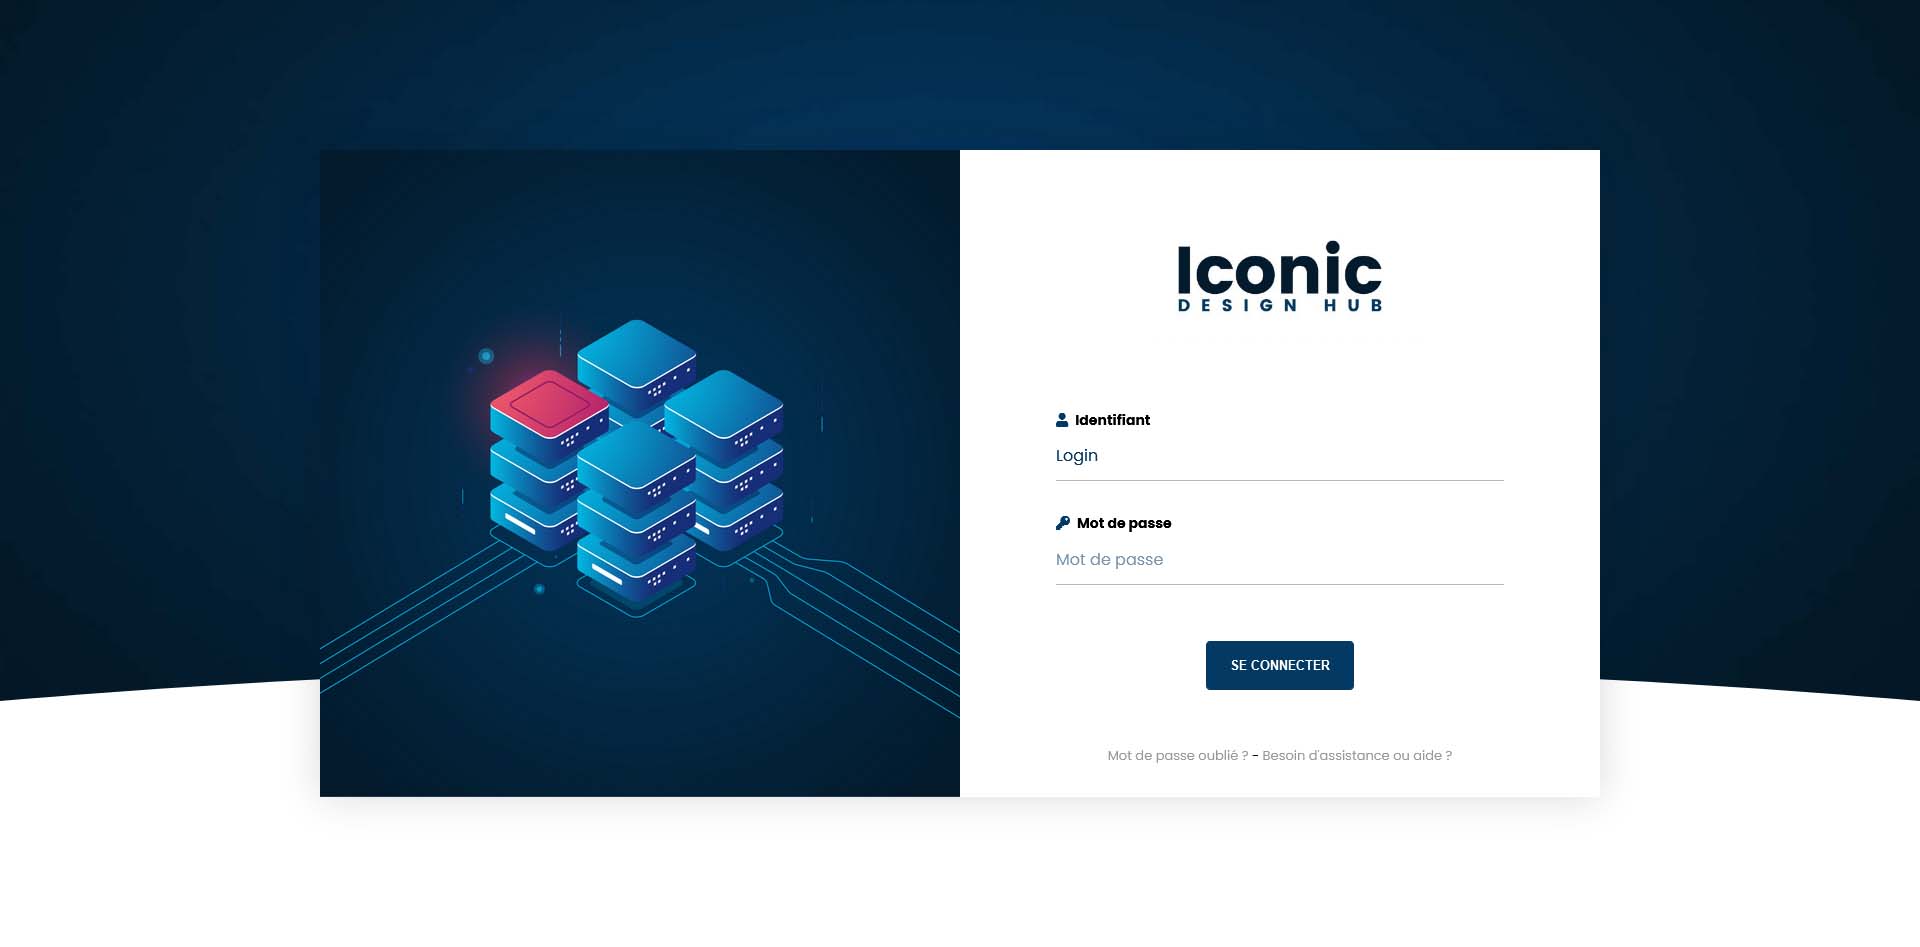 Iconic
DESIGN HUB
Identifiant
Login
Mot de passe
Mot de passe
SE CONNECTER
Mot de passe oublié ? - Besoin d'assistance ou aide ?